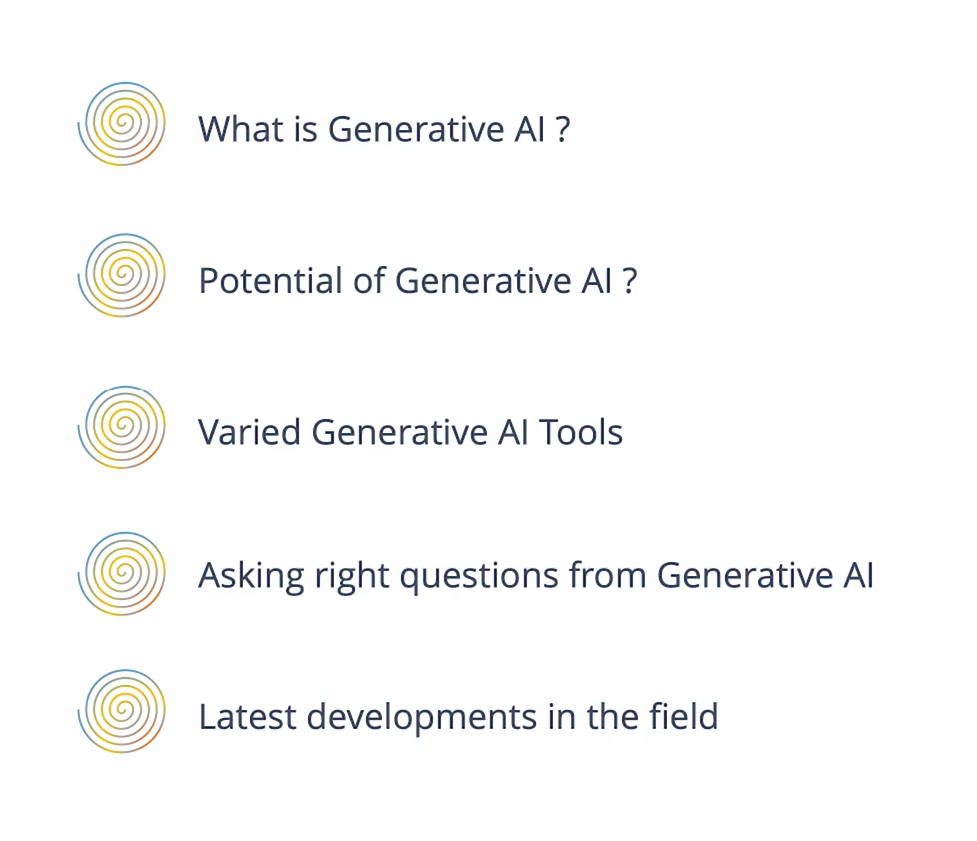 What is Generative AI ?
Potential of Generative AI ?
Varied Generative AI Tools
Asking right questions from Generative AI
Latest developments in the field